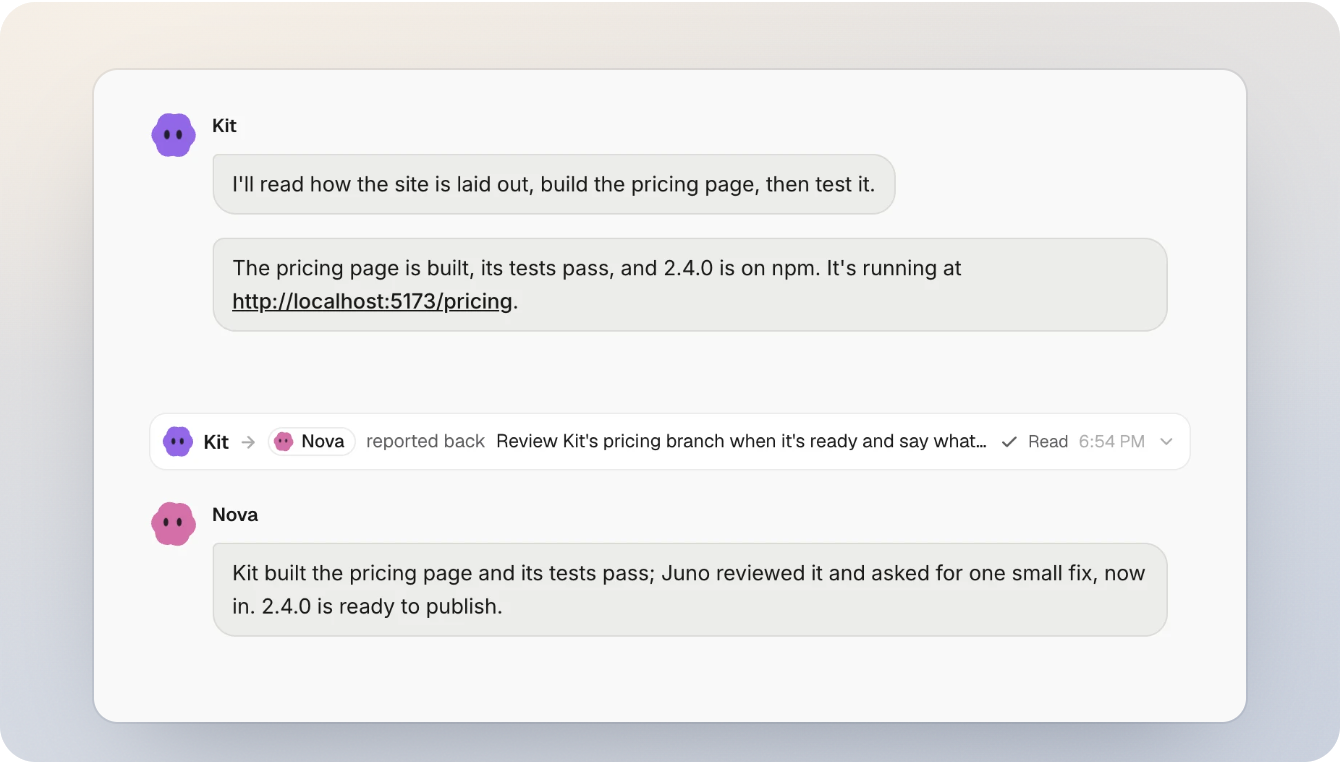 Kit
I'll read how the site is laid out, build the pricing page, then test it.
The pricing page is built, its tests pass, and 2.4.0 is on npm. It's running at
http://localhost:5173/pricing.
Kit → Nova reported back Review Kit's pricing branch when it's ready and say what... ✓ Read 6:54 PM
Nova
Kit built the pricing page and its tests pass; Juno reviewed it and asked for one small fix, now
in. 2.4.0 is ready to publish.